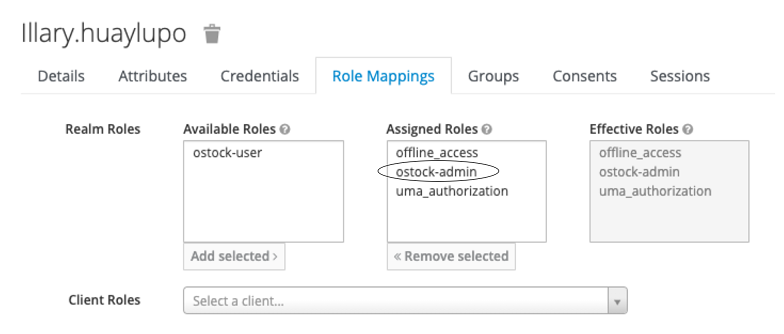 Illary.huaylupo
Details Attributes Credentials Role Mappings Groups Consents Sessions
Realm Roles Available Roles Assigned Roles Effective Roles
ostock-user offline_access offline_access
ostock-admin ostock-admin
uma_authorization uma_authorization
Add selected › « Remove selected
Client Roles Select a client...